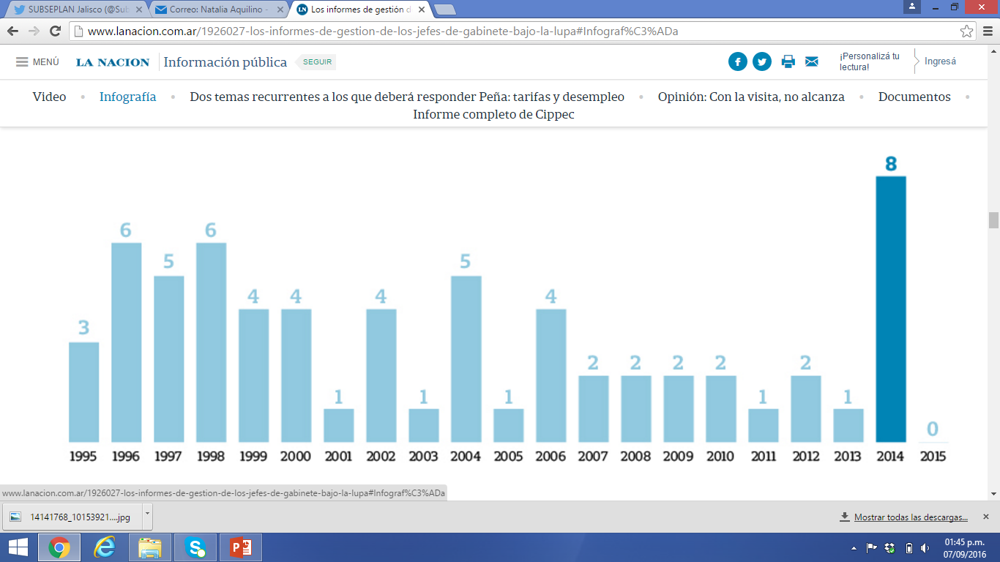 SUBSEPLAN Jalisco (@Sub
Correo: Natalia Aquilino -
Los informes de gestión d
www.lanacion.com.ar/1926027-los-informes-de-gestion-de-los-jefes-de-gabinete-bajo-la-lupa#Infograf%C3%ADa
MENÚ
LA NACION
Información pública
SEGUIR
¡Personalizá tu
lectura!
Ingresá
Video • Infografía • Dos temas recurrentes a los que deberá responder Peña: tarifas y desempleo • Opinión: Con la visita, no alcanza • Documentos •
Informe completo de Cippec
8
6 6
5 5
4 4 4 4
3
2 2 2 2 2
1 1 1 1 1
0
1995 1996 1997 1998 1999 2000 2001 2002 2003 2004 2005 2006 2007 2008 2009 2010 2011 2012 2013 2014 2015
www.lanacion.com.ar/1926027-los-informes-de-gestion-de-los-jefes-de-gabinete-bajo-la-lupa#Infograf%C3%ADa
14141768_10153921....jpg
Mostrar todas las descargas...
01:45 p.m.
07/09/2016